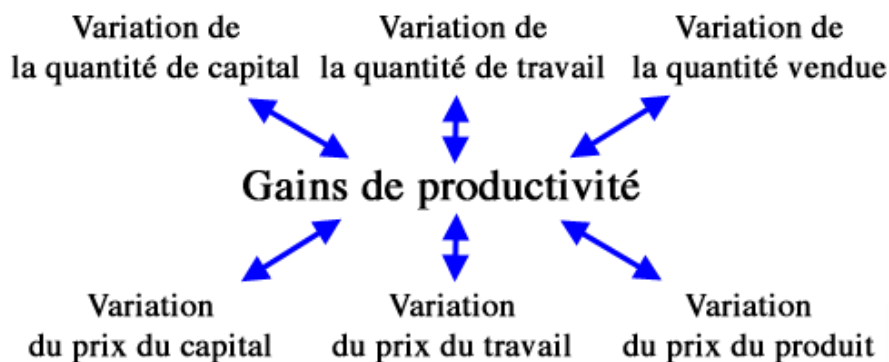 Variation de
la quantité de capital
Variation de
la quantité de travail
Variation de
la quantité vendue
Gains de productivité
Variation
du prix du capital
Variation
du prix du travail
Variation
du prix du produit